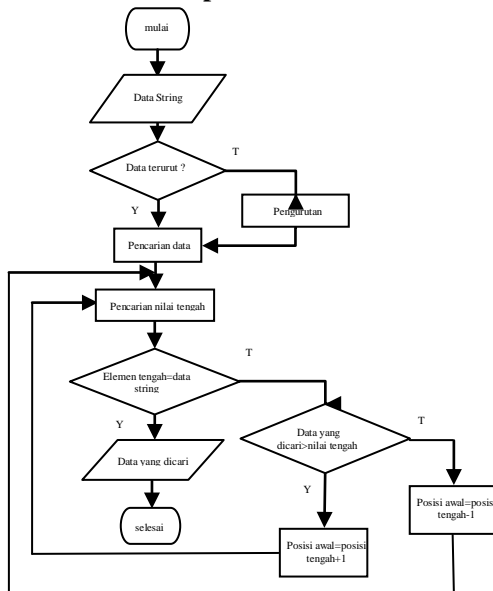 mulai
Data String
Data terurut ?
T
Y
Pengurutan
Pencarian data
Pencarian nilai tengah
T
Elemen tengah=data
string
Y
Data yang dicari
selesai
Data yang
dicari>nilai tengah
T
Y
Posisi awal=posisi
tengah-1
Posisi awal=posisi
tengah+1